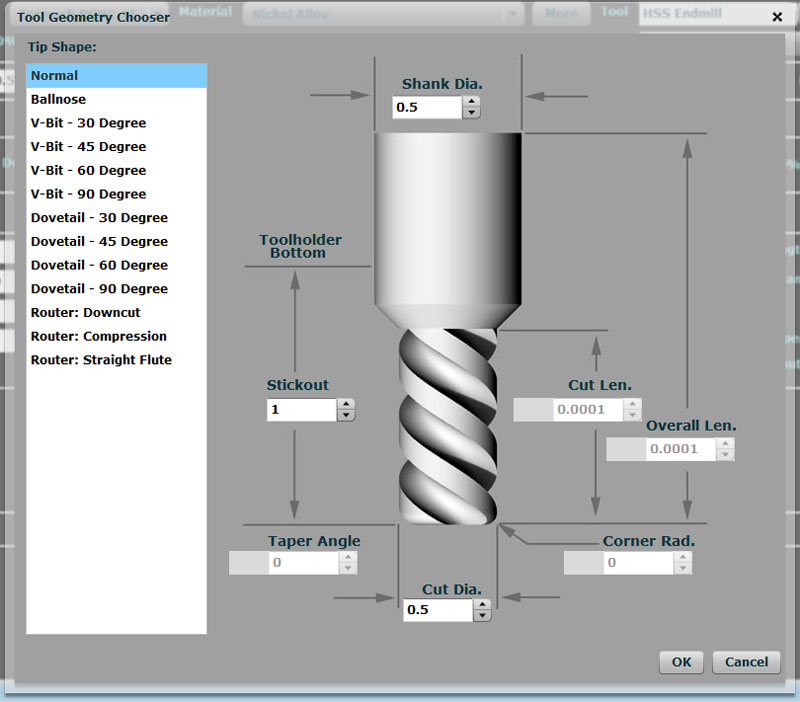 Tool Geometry Chooser
Material
Nickel Alloy
More
Tool
HSS Endmill
Tip Shape:
Normal
Ballnose
V-Bit - 30 Degree
V-Bit - 45 Degree
V-Bit - 60 Degree
V-Bit - 90 Degree
Dovetail - 30 Degree
Dovetail - 45 Degree
Dovetail - 60 Degree
Dovetail - 90 Degree
Router: Downcut
Router: Compression
Router: Straight Flute
Shank Dia.
0.5
Toolholder
Bottom
Stickout
1
Cut Len.
0.0001
Overall Len.
0.0001
Taper Angle
0
Corner Rad.
0
Cut Dia.
0.5
OK
Cancel